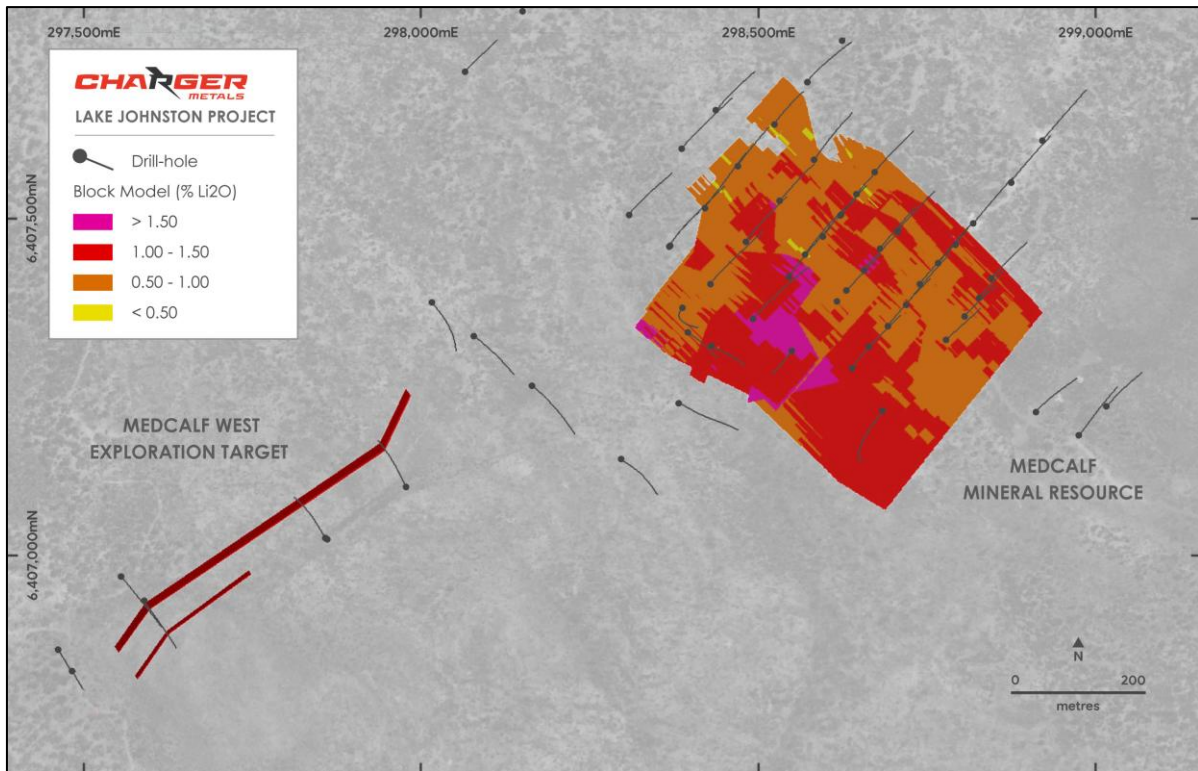 297,500mE
298,000mE
298,500mE
299,000mE
CHARGER
METALS
LAKE JOHNSTON PROJECT
Drill-hole
Block Model (% Li2O)
> 1.50
1.00 - 1.50
0.50 - 1.00
< 0.50
6,407,500mN
MEDCALF WEST
EXPLORATION TARGET
MEDCALF
MINERAL RESOURCE
6,407,000mN
N
0 200
metres